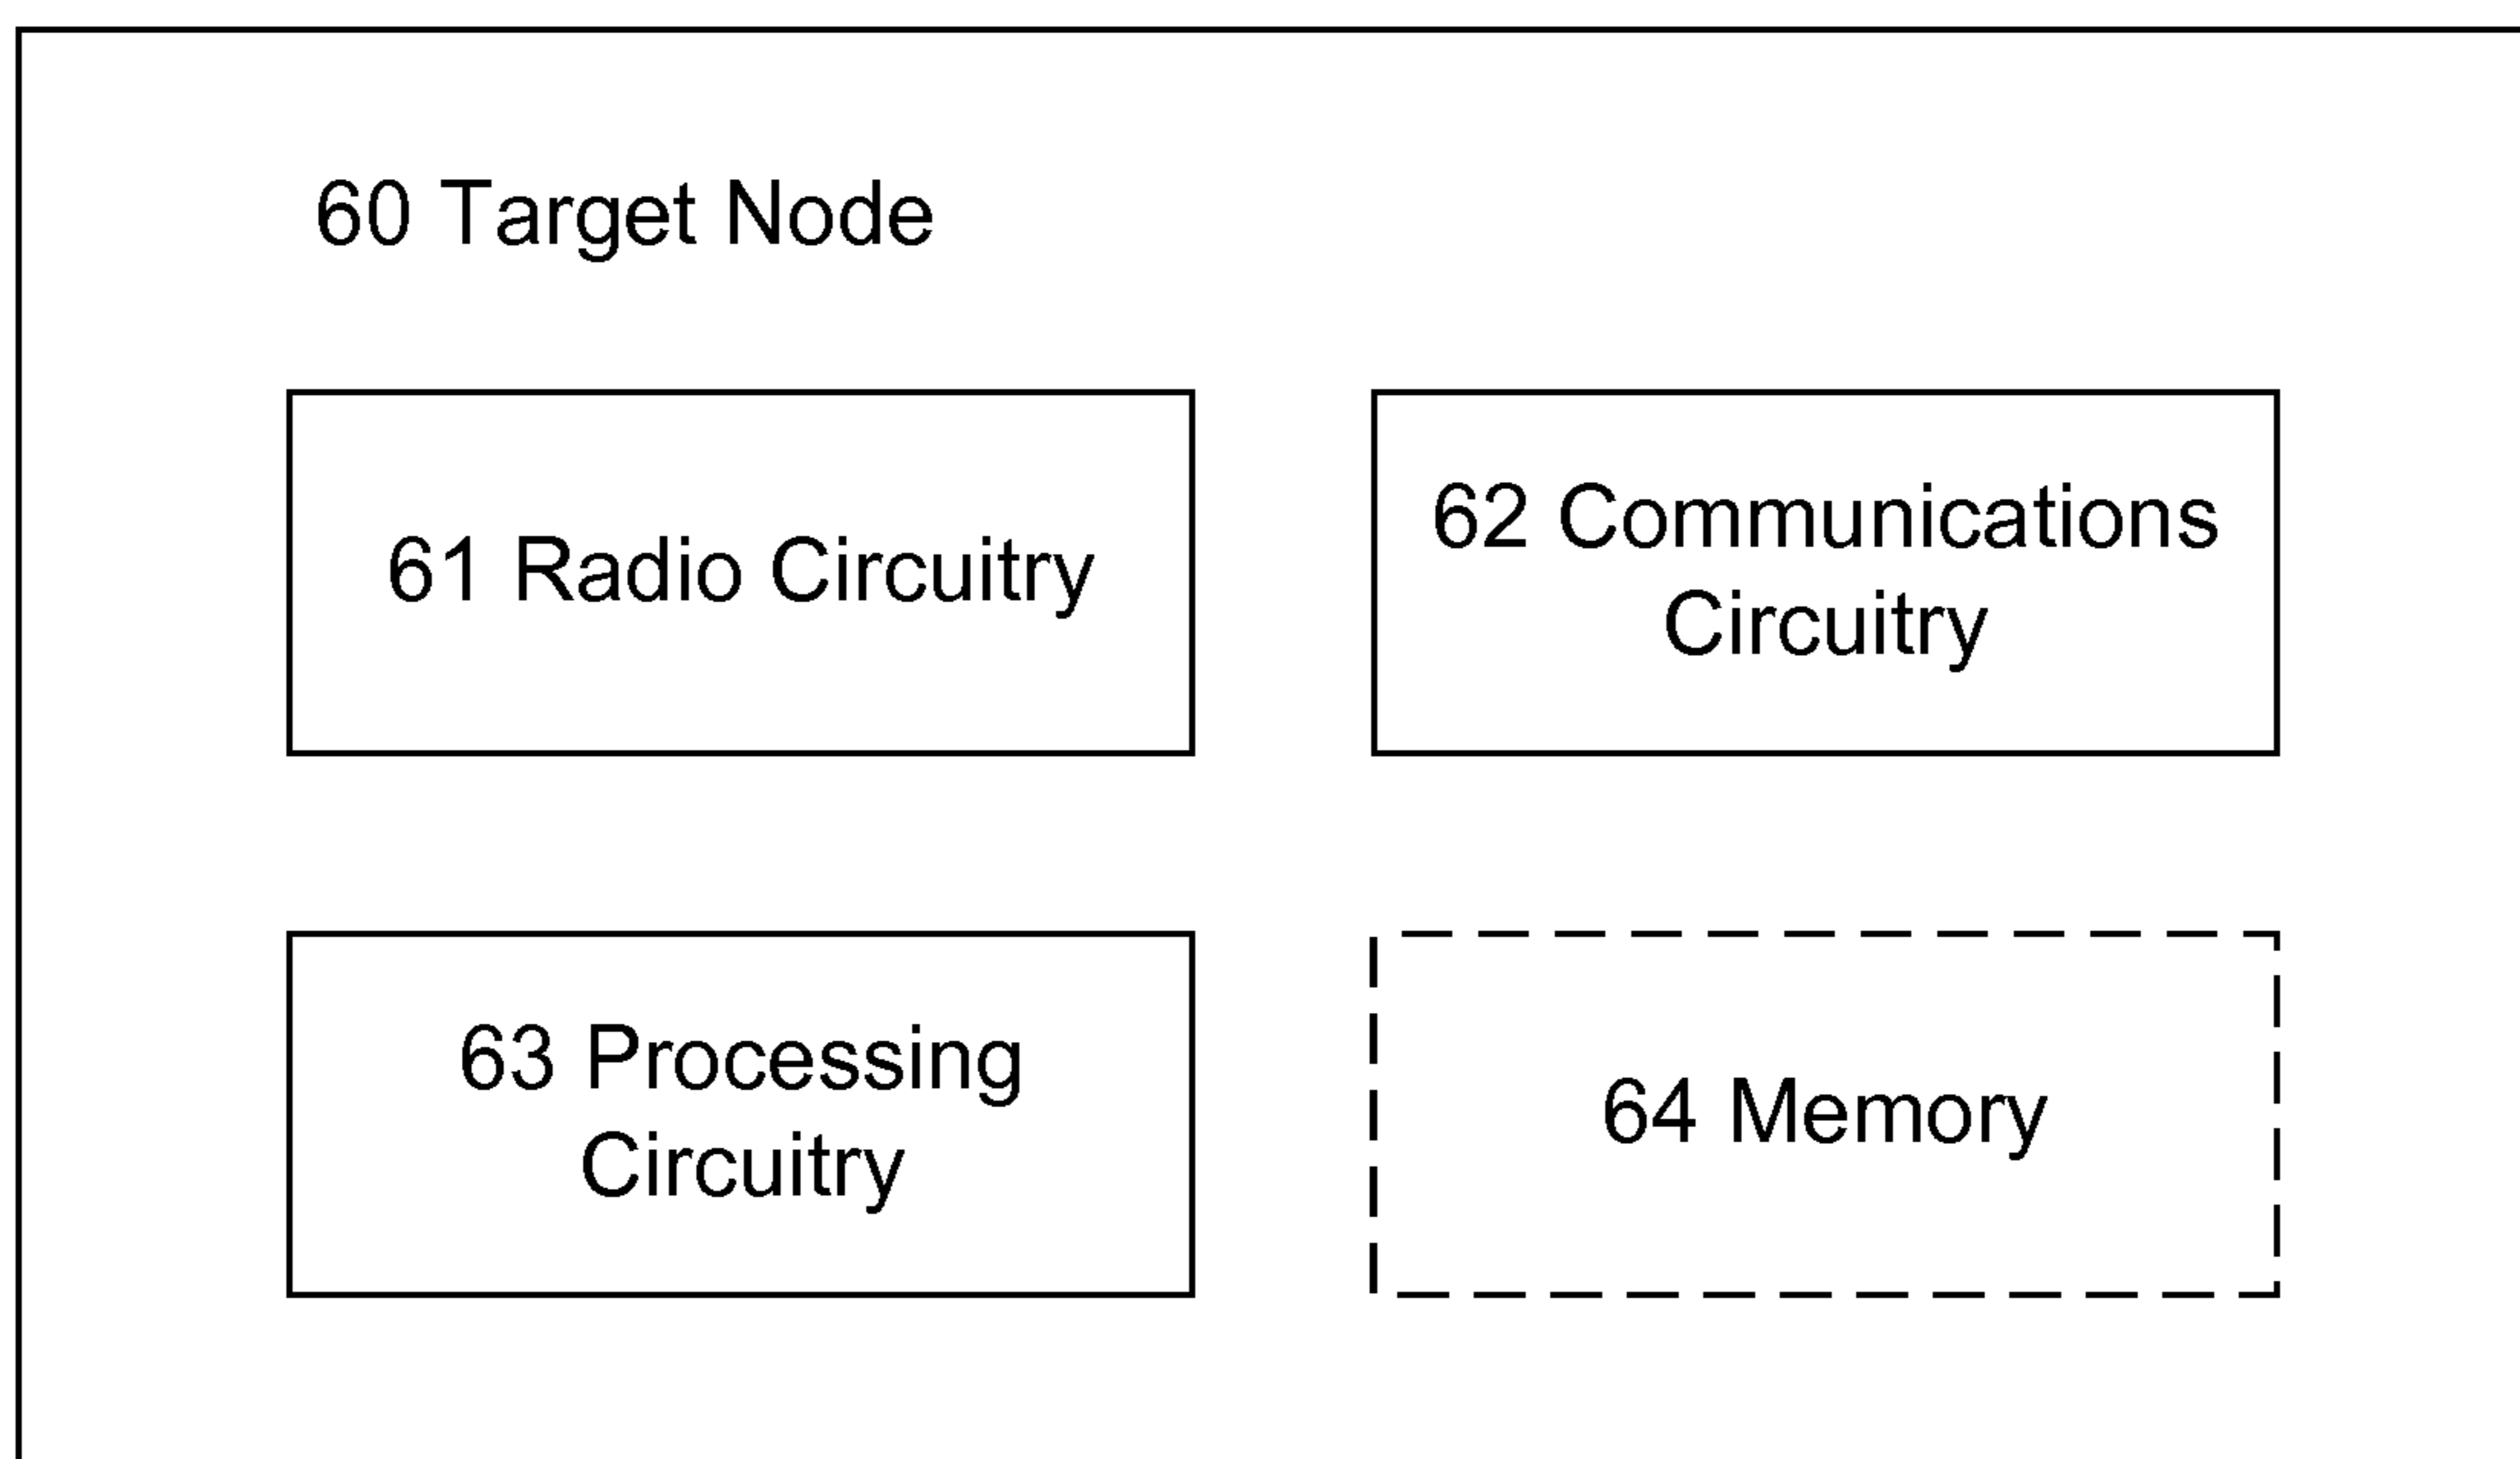 60 Target Node
61 Radio Circuitry
62 Communications
Circuitry
63 Processing
Circuitry
64 Memory